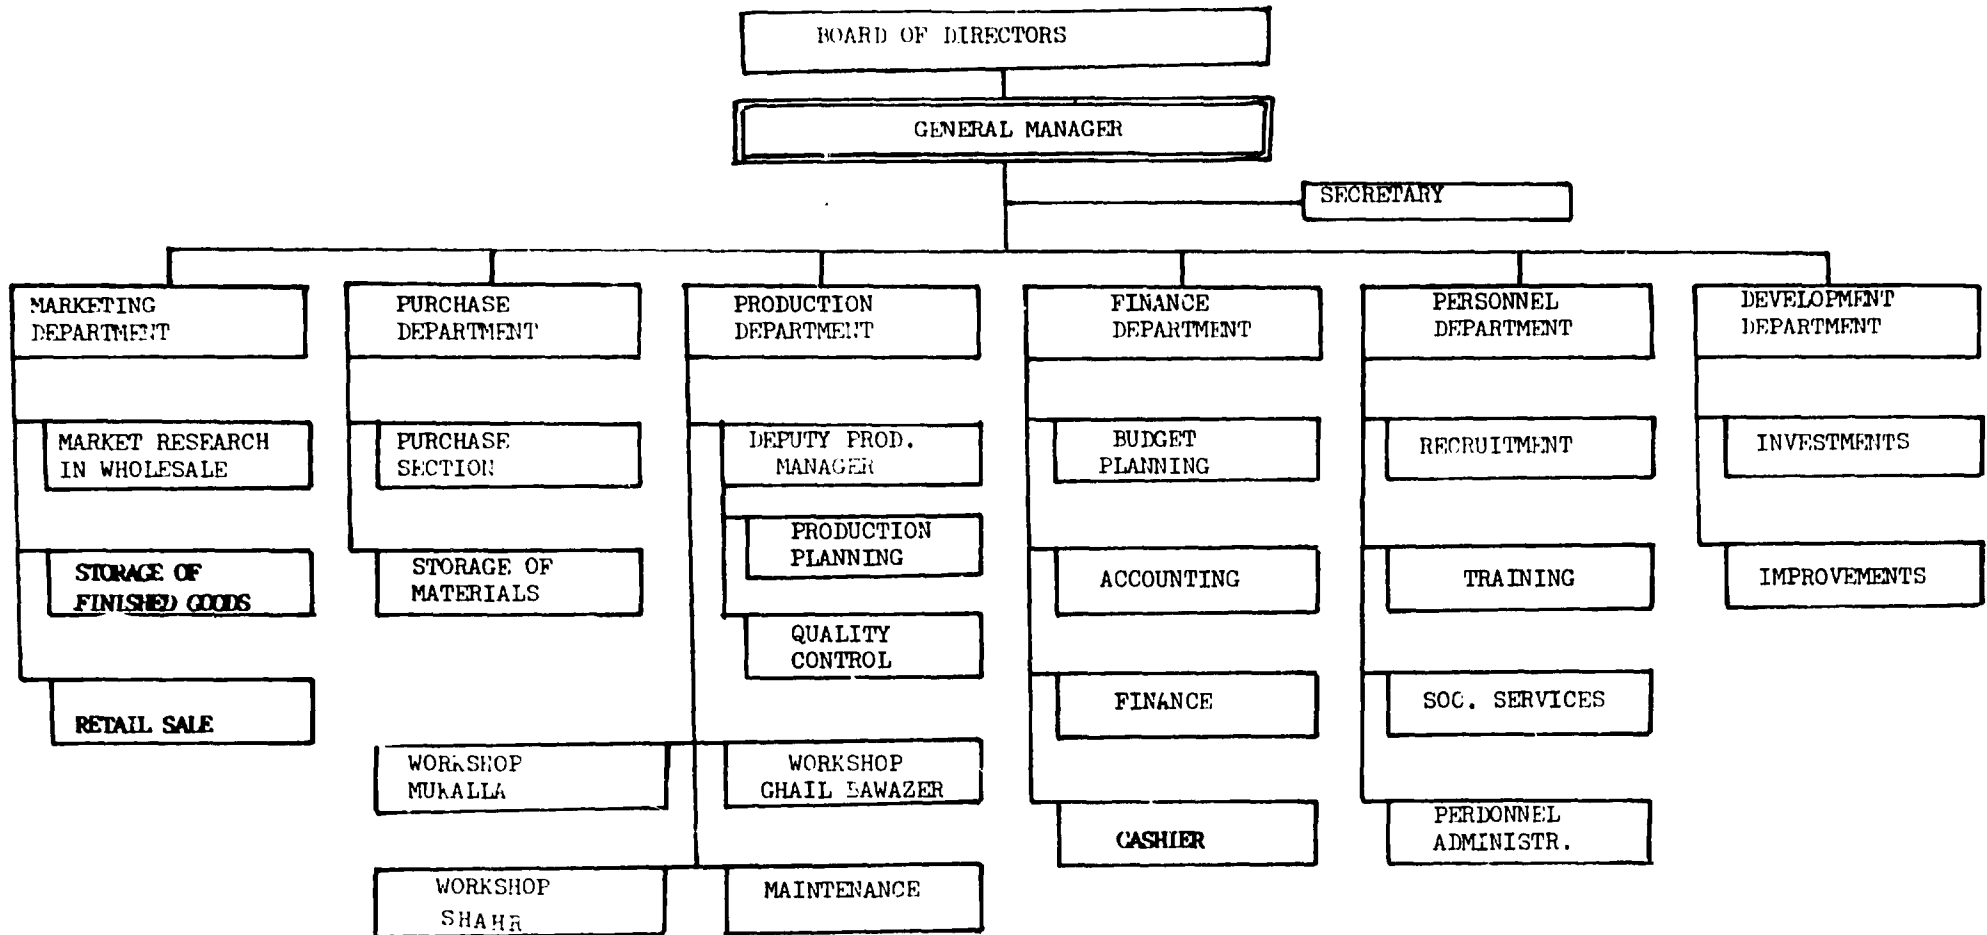 BOARD OF DIRECTORS
GENERAL MANAGER
SECRETARY
MARKETING
DEPARTMENT
PURCHASE
DEPARTMENT
PRODUCTION
DEPARTMENT
FINANCE
DEPARTMENT
PERSONNEL
DEPARTMENT
DEVELOPMENT
DEPARTMENT
MARKET RESEARCH
IN WHOLESALE
STORAGE OF
FINISHED GOODS
RETAIL SALE
PURCHASE
SECTION
STORAGE OF
MATERIALS
DEPUTY PROD.
MANAGER
PRODUCTION
PLANNING
QUALITY
CONTROL
WORKSHOP
MUKALLA
WORKSHOP
GHAIL BAWAZER
WORKSHOP
SHAHR
MAINTENANCE
BUDGET
PLANNING
ACCOUNTING
FINANCE
CASHIER
RECRUITMENT
TRAINING
SOC. SERVICES
PERDONNEL
ADMINISTR.
INVESTMENTS
IMPROVEMENTS